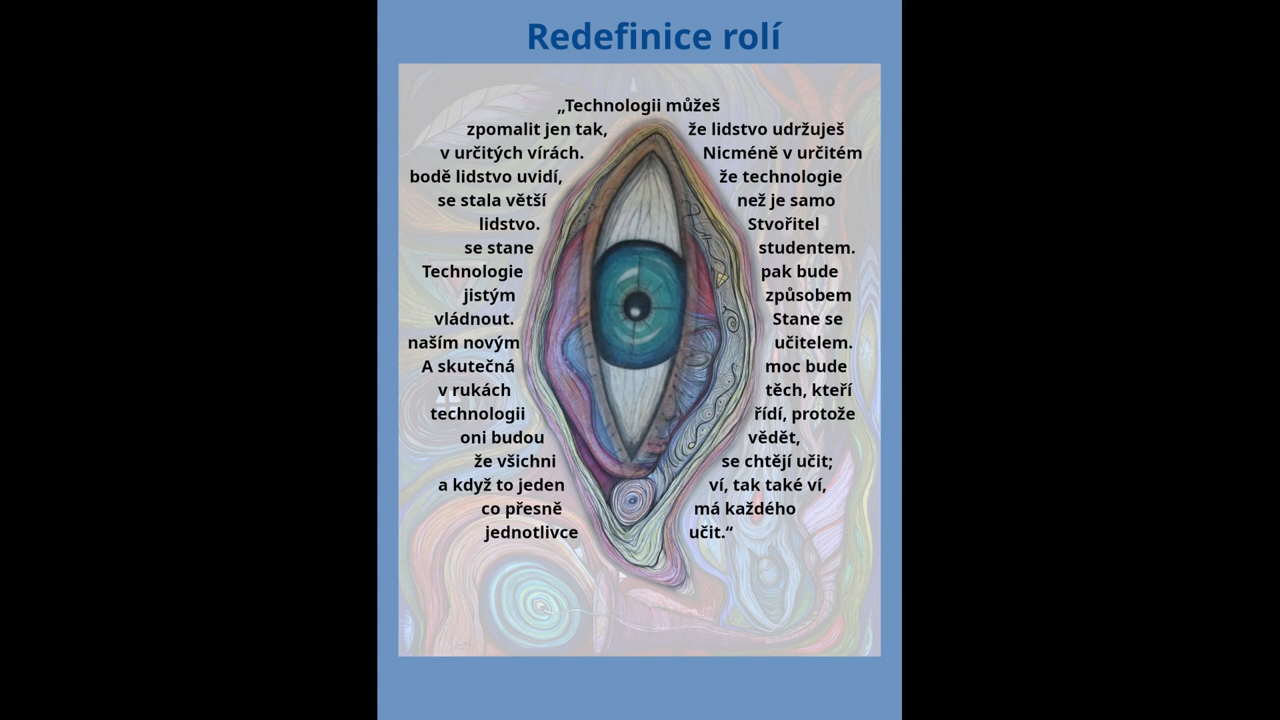 Redefinice rolí
„Technologii můžeš
zpomalit jen tak, že lidstvo udržuješ
v určitých vírách. Nicméně v určitém
bodě lidstvo uvidí, že technologie
se stala větší než je samo
lidstvo. Stvořitel
se stane studentem.
Technologie pak bude
jistým způsobem
vládnout. Stane se
naším novým učitelem.
A skutečná moc bude
v rukách těch, kteří
technologii řídí, protože
oni budou vědět,
že všichni se chtějí učit;
a když to jeden ví, tak také ví,
co přesně má každého
jednotlivce učit.“